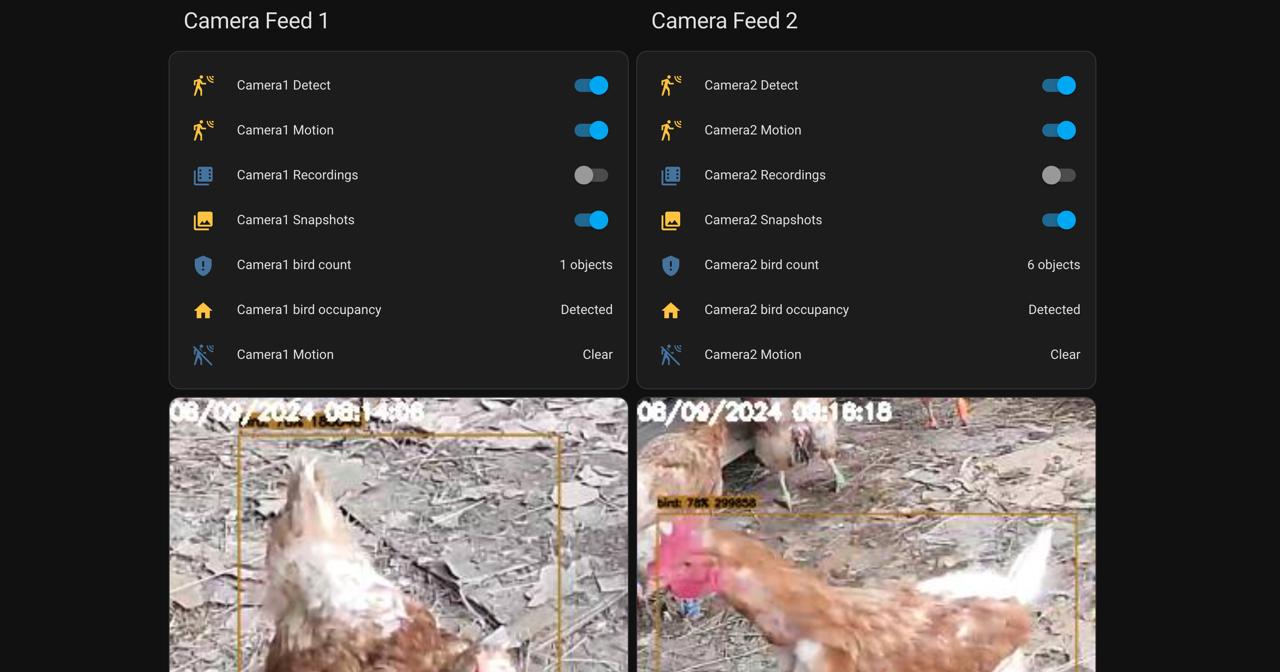 Camera Feed 1
Camera1 Detect
Camera1 Motion
Camera1 Recordings
Camera1 Snapshots
Camera1 bird count 1 objects
Camera1 bird occupancy Detected
Camera1 Motion Clear
08/09/2024 08:14:08
Camera Feed 2
Camera2 Detect
Camera2 Motion
Camera2 Recordings
Camera2 Snapshots
Camera2 bird count 6 objects
Camera2 bird occupancy Detected
Camera2 Motion Clear
08/09/2024 08:18:18
bird: 78% 299858